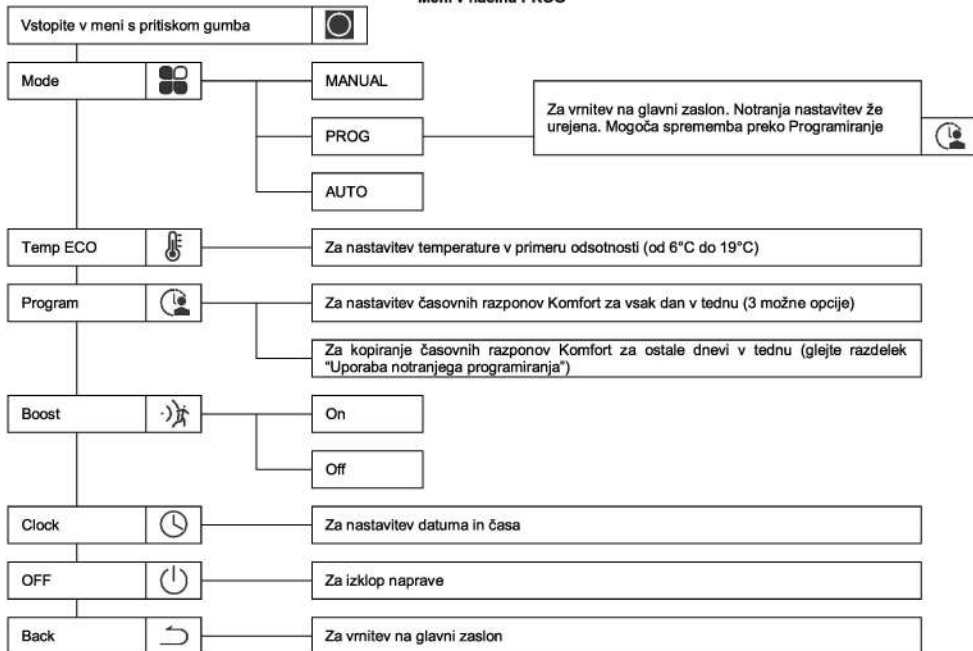 Meni v načinu PROG
Vstopite v meni s pritiskom gumba
Mode
MANUAL
PROG
Za vrnitev na glavni zaslon. Notranja nastavitev že
urejena. Mogoča sprememba preko Programiranje
AUTO
Temp ECO
Za nastavitev temperature v primeru odsotnosti (od 6°C do 19°C)
Program
Za nastavitev časovnih razponov Komfort za vsak dan v tednu (3 možne opcije)
Za kopiranje časovnih razponov Komfort za ostale dnevi v tednu (glejte razdelek
"Uporaba notranjega programiranja")
Boost
On
Off
Clock
Za nastavitev datuma in časa
OFF
Za izklop naprave
Back
Za vrnitev na glavni zaslon